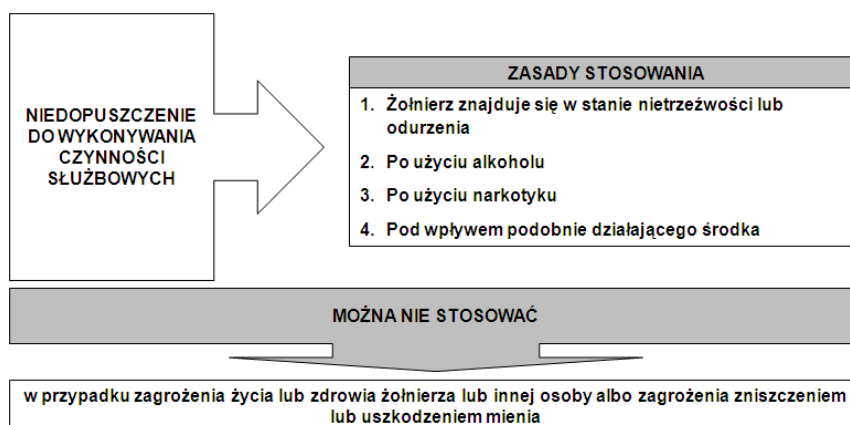 NIEDOPUSZCZENIE
DO WYKONYWANIA
CZYNNOŚCI
SŁUŻBOWYCH
ZASADY STOSOWANIA
1. Żołnierz znajduje się w stanie nietrzeźwości lub
odurzenia
2. Po użyciu alkoholu
3. Po użyciu narkotyku
4. Pod wpływem podobnie działającego środka
MOŻNA NIE STOSOWAĆ
w przypadku zagrożenia życia lub zdrowia żołnierza lub innej osoby albo zagrożenia zniszczeniem
lub uszkodzeniem mienia